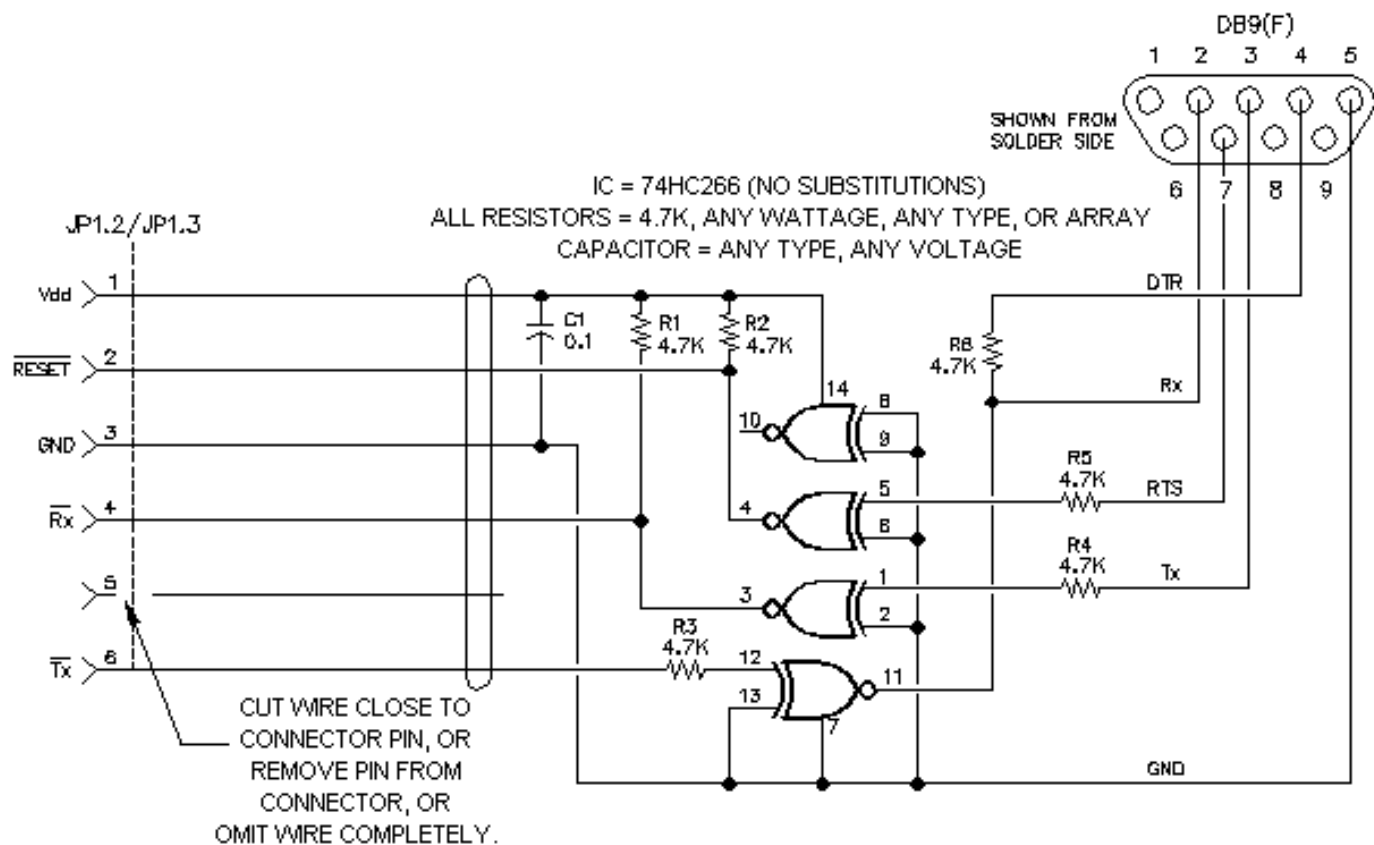 DB9(F)
1 2 3 4 5
SHOWN FROM
SOLDER SIDE
6 7 8 9
IC = 74HC266 (NO SUBSTITUTIONS)
ALL RESISTORS = 4.7K, ANY WATTAGE, ANY TYPE, OR ARRAY
CAPACITOR = ANY TYPE, ANY VOLTAGE
JP1.2/JP1.3
Vdd 1
C1
0.1
R1
4.7K
R2
4.7K
DTR
R6
4.7K
RESET 2
Rx
14
8
10
9
GND 3
R5
4.7K
RTS
5
Rx 4
4
6
R4
4.7K
Tx
1
5
3
2
R3
4.7K
Tx 6
12
11
13
7
CUT WIRE CLOSE TO
CONNECTOR PIN, OR
REMOVE PIN FROM
CONNECTOR, OR
OMIT WIRE COMPLETELY.
GND